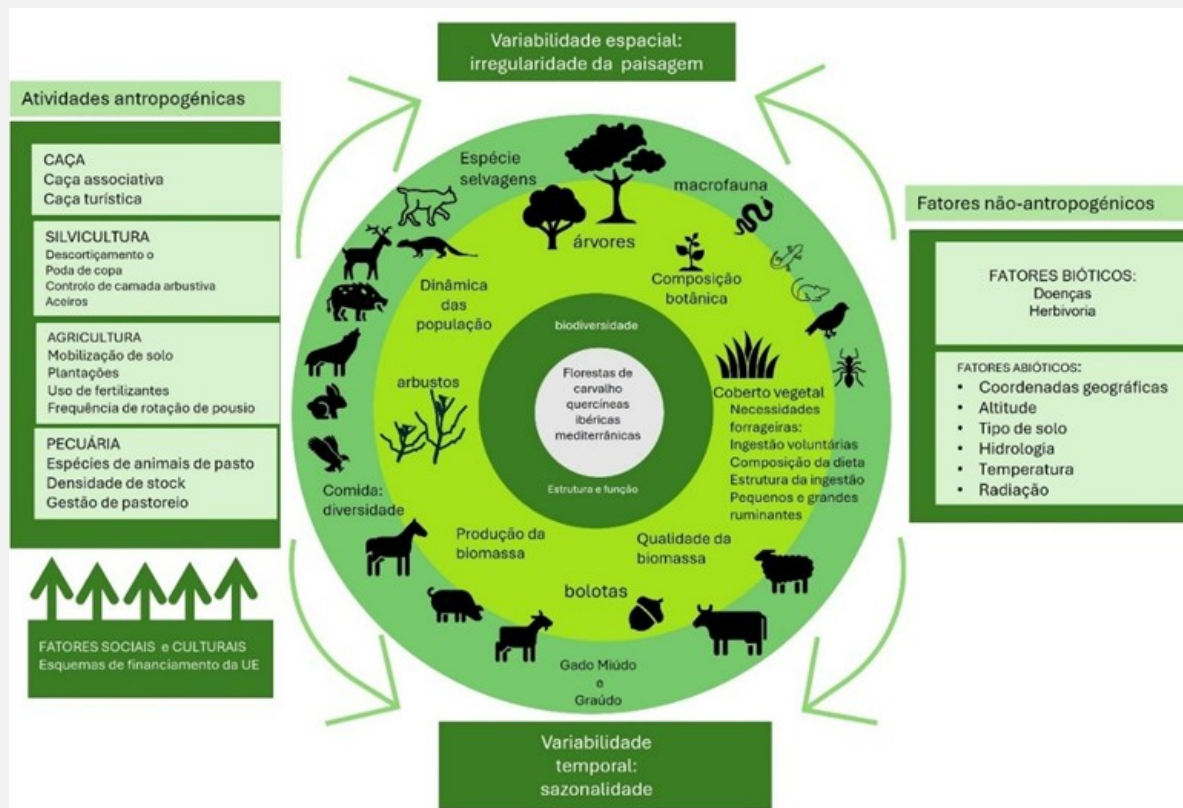 Variabilidade espacial:
irregularidade da paisagem
Atividades antropogénicas
CAÇA
Caça associativa
Caça turística
SILVICULTURA
Descortiçamento o
Poda de copa
Controlo de camada arbustiva
Aceiros
AGRICULTURA
Mobilização de solo
Plantações
Uso de fertilizantes
Frequência de rotação de pousio
PECUÁRIA
Espécies de animais de pasto
Densidade de stock
Gestão de pastoreio
FATORES SOCIAIS e CULTURAIS
Esquemas de financiamento da UE
Espécie
selvagens
macrofauna
árvores
Composição
botânica
Dinâmica
das
população
biodiversidade
Florestas de
carvalho
quercíneas
ibéricas
mediterrânicas
Estrutura e função
arbustos
Coberto vegetal
Necessidades
forrageiras:
Ingestão voluntárias
Composição da dieta
Estrutura da ingestão
Pequenos e grandes
ruminantes
Comida:
diversidade
Produção da
biomassa
Qualidade da
biomassa
bolotas
Gado Miúdo
e
Graúdo
Fatores não-antropogénicos
FATORES BIÓTICOS:
Doenças
Herbivoria
FATORES ABIÓTICOS:
• Coordenadas geográficas
• Altitude
• Tipo de solo
• Hidrologia
• Temperatura
• Radiação
Variabilidade
temporal:
sazonalidade